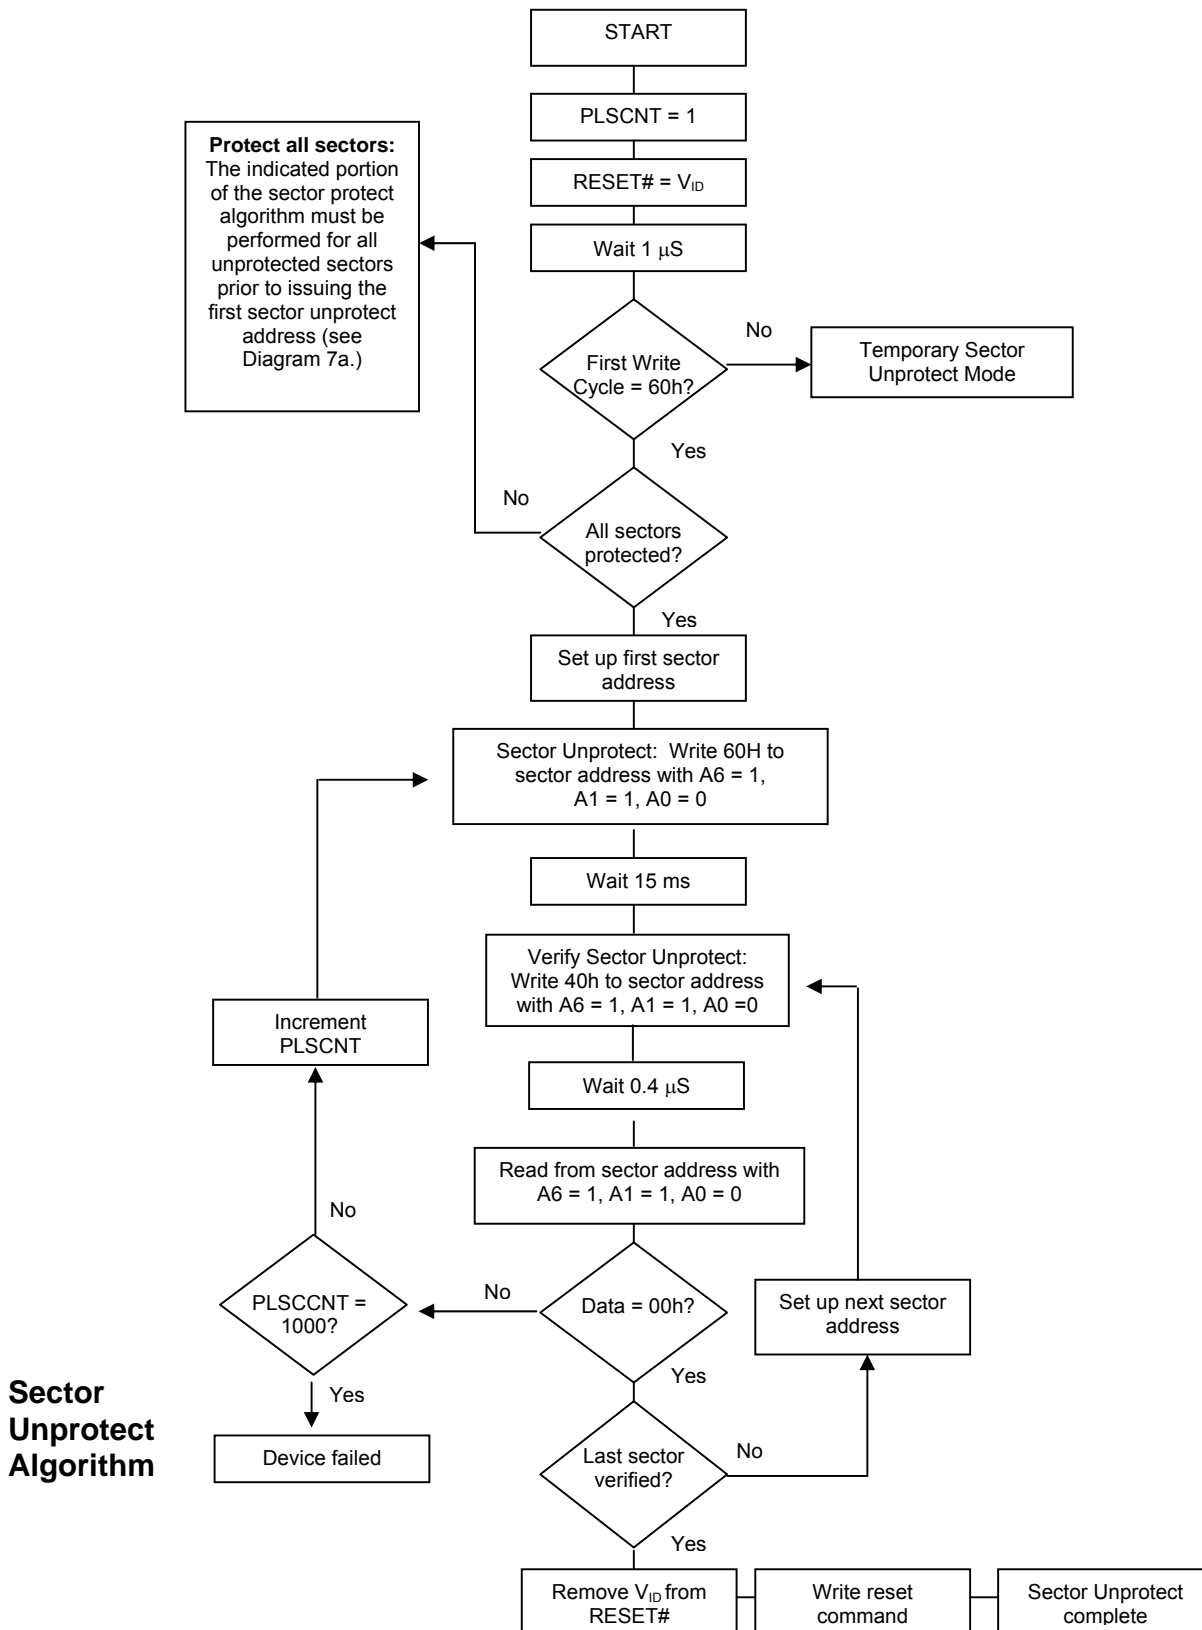 START
PLSCNT = 1
Protect all sectors:
The indicated portion
of the sector protect
algorithm must be
performed for all
unprotected sectors
prior to issuing the
first sector unprotect
address (see
Diagram 7a.)
RESET# = VID
Wait 1 μS
First Write
Cycle = 60h?
No
Temporary Sector
Unprotect Mode
Yes
No
All sectors
protected?
Yes
Set up first sector
address
Sector Unprotect: Write 60H to
sector address with A6 = 1,
A1 = 1, A0 = 0
Wait 15 ms
Verify Sector Unprotect:
Write 40h to sector address
with A6 = 1, A1 = 1, A0 =0
Increment
PLSCNT
Wait 0.4 μS
Read from sector address with
A6 = 1, A1 = 1, A0 = 0
No
PLSCCNT =
1000?
No
Data = 00h?
Set up next sector
address
Yes
Yes
Sector
Unprotect
Algorithm
Device failed
Last sector
verified?
No
Yes
Remove VID from
RESET#
Write reset
command
Sector Unprotect
complete